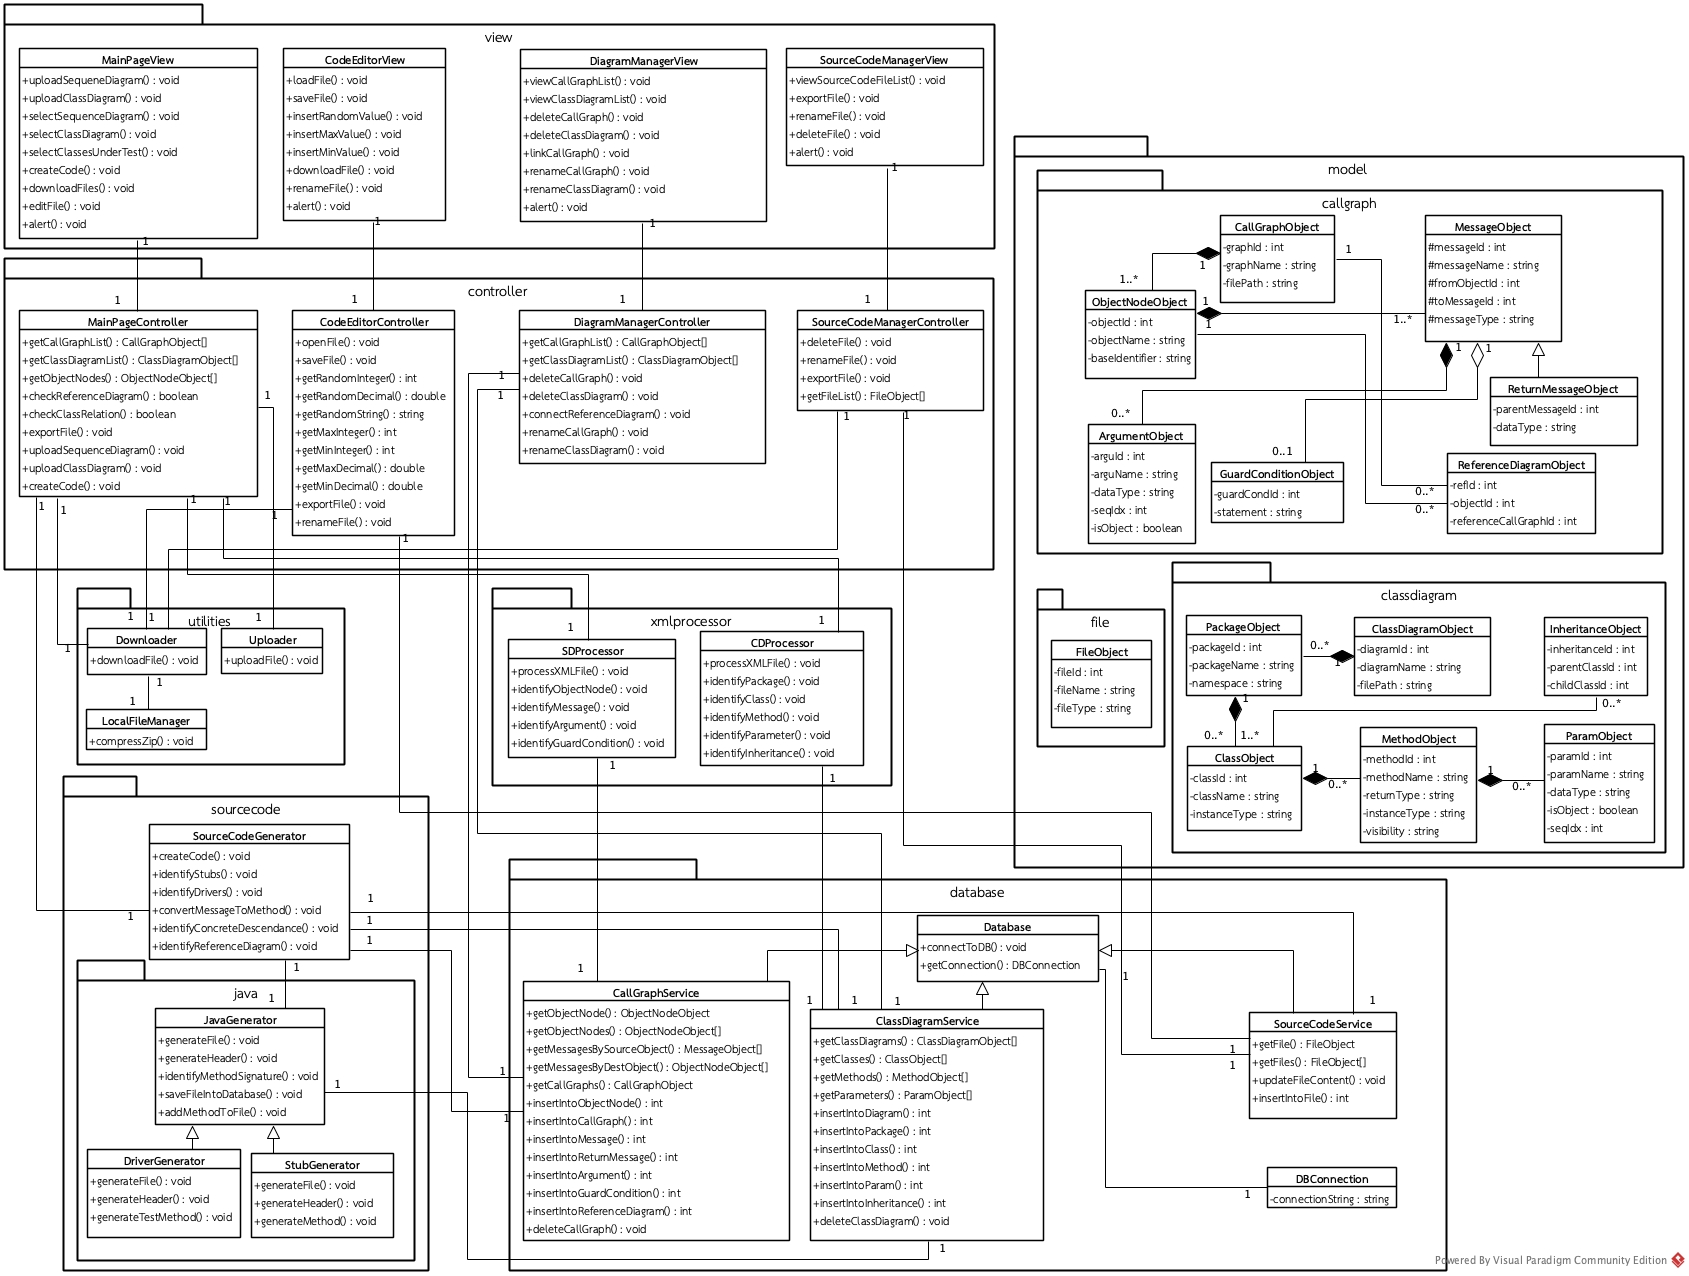 view
MainPageView
+uploadSequeneDiagram() : void
+uploadClassDiagram() : void
+selectSequenceDiagram() : void
+selectClassDiagram() : void
+selectClassesUnderTest() : void
+createCode() : void
+downloadFiles() : void
+editFile() : void
+alert() : void
1
CodeEditorView
+loadFile() : void
+saveFile() : void
+insertRandomValue() : void
+insertMaxValue() : void
+insertMinValue() : void
+downloadFile() : void
+renameFile() : void
+alert() : void
1
DiagramManagerView
+viewCallGraphList() : void
+viewClassDiagramList() : void
+deleteCallGraph() : void
+deleteClassDiagram() : void
+linkCallGraph() : void
+renameCallGraph() : void
+renameClassDiagram() : void
+alert() : void
1
SourceCodeManagerView
+viewSourceCodeFileList() : void
+exportFile() : void
+renameFile() : void
+deleteFile() : void
+alert() : void
1
controller
1
MainPageController
+getCallGraphList() : CallGraphObject[]
+getClassDiagramList() : ClassDiagramObject[]
+getObjectNodes() : ObjectNodeObject[]
+checkReferenceDiagram() : boolean
+checkClassRelation() : boolean
+exportFile() : void
+uploadSequenceDiagram() : void
+uploadClassDiagram() : void
+createCode() : void
1
1
1
1
1
1
CodeEditorController
+openFile() : void
+saveFile() : void
+getRandomInteger() : int
+getRandomDecimal() : double
+getRandomString() : string
+getMaxInteger() : int
+getMinInteger() : int
+getMaxDecimal() : double
+getMinDecimal() : double
+exportFile() : void
+renameFile() : void
1
1
1
DiagramManagerController
+getCallGraphList() : CallGraphObject[]
+getClassDiagramList() : ClassDiagramObject[]
+deleteCallGraph() : void
+deleteClassDiagram() : void
+connectReferenceDiagram() : void
+renameCallGraph() : void
+renameClassDiagram() : void
1
1
1
SourceCodeManagerController
+deleteFile() : void
+renameFile() : void
+exportFile() : void
+getFileList() : FileObject[]
1
1
utilities
1
1
1
1
Downloader
+downloadFile() : void
1
Uploader
+uploadFile() : void
1
LocalFileManager
+compressZip() : void
xmlprocessor
1
SDProcessor
+processXMLFile() : void
+identifyObjectNode() : void
+identifyMessage() : void
+identifyArgument() : void
+identifyGuardCondition() : void
1
1
CDProcessor
+processXMLFile() : void
+identifyPackage() : void
+identifyClass() : void
+identifyMethod() : void
+identifyParameter() : void
+identifyInheritance() : void
1
sourcecode
SourceCodeGenerator
+createCode() : void
+identifyStubs() : void
+identifyDrivers() : void
+convertMessageToMethod() : void
+identifyConcreteDescendance() : void
+identifyReferenceDiagram() : void
1
1
1
1
1
java
1
JavaGenerator
+generateFile() : void
+generateHeader() : void
+identifyMethodSignature() : void
+saveFileIntoDatabase() : void
+addMethodToFile() : void
1
DriverGenerator
+generateFile() : void
+generateHeader() : void
+generateTestMethod() : void
StubGenerator
+generateFile() : void
+generateHeader() : void
+generateMethod() : void
database
Database
+connectToDB() : void
+getConnection() : DBConnection
1
1
CallGraphService
+getObjectNode() : ObjectNodeObject
+getObjectNodes() : ObjectNodeObject[]
+getMessagesBySourceObject() : MessageObject[]
+getMessagesByDestObject() : ObjectNodeObject[]
+getCallGraphs() : CallGraphObject
+insertIntoObjectNode() : int
+insertIntoCallGraph() : int
+insertIntoMessage() : int
+insertIntoReturnMessage() : int
+insertIntoArgument() : int
+insertIntoGuardCondition() : int
+insertIntoReferenceDiagram() : int
+deleteCallGraph() : void
1
1
1
1
1
ClassDiagramService
+getClassDiagrams() : ClassDiagramObject[]
+getClasses() : ClassObject[]
+getMethods() : MethodObject[]
+getParameters() : ParamObject[]
+insertIntoDiagram() : int
+insertIntoPackage() : int
+insertIntoClass() : int
+insertIntoMethod() : int
+insertIntoParam() : int
+insertIntoInheritance() : int
+deleteClassDiagram() : void
1
1
SourceCodeService
+getFile() : FileObject
+getFiles() : FileObject[]
+updateFileContent() : void
+insertIntoFile() : int
1
1
DBConnection
-connectionString : string
1
model
callgraph
CallGraphObject
-graphId : int
-graphName : string
-filePath : string
1
1
1..*
MessageObject
#messageId : int
#messageName : string
#fromObjectId : int
#toMessageId : int
#messageType : string
1
1
ObjectNodeObject
-objectId : int
-objectName : string
-baseIdentifier : string
1
1
1..*
ReturnMessageObject
-parentMessageId : int
-dataType : string
0..*
ArgumentObject
-arguId : int
-arguName : string
-dataType : string
-seqIdx : int
-isObject : boolean
0..1
GuardConditionObject
-guardCondId : int
-statement : string
ReferenceDiagramObject
-refId : int
-objectId : int
-referenceCallGraphId : int
0..*
0..*
file
FileObject
-fileId : int
-fileName : string
-fileType : string
classdiagram
PackageObject
-packageId : int
-packageName : string
-namespace : string
1
0..*
1
ClassDiagramObject
-diagramId : int
-diagramName : string
-filePath : string
InheritanceObject
-inheritanceId : int
-parentClassId : int
-childClassId : int
0..*
0..*
1..*
ClassObject
-classId : int
-className : string
-instanceType : string
1
0..*
MethodObject
-methodId : int
-methodName : string
-returnType : string
-instanceType : string
-visibility : string
1
0..*
ParamObject
-paramId : int
-paramName : string
-dataType : string
-isObject : boolean
-seqIdx : int
Powered By Visual Paradigm Community Edition